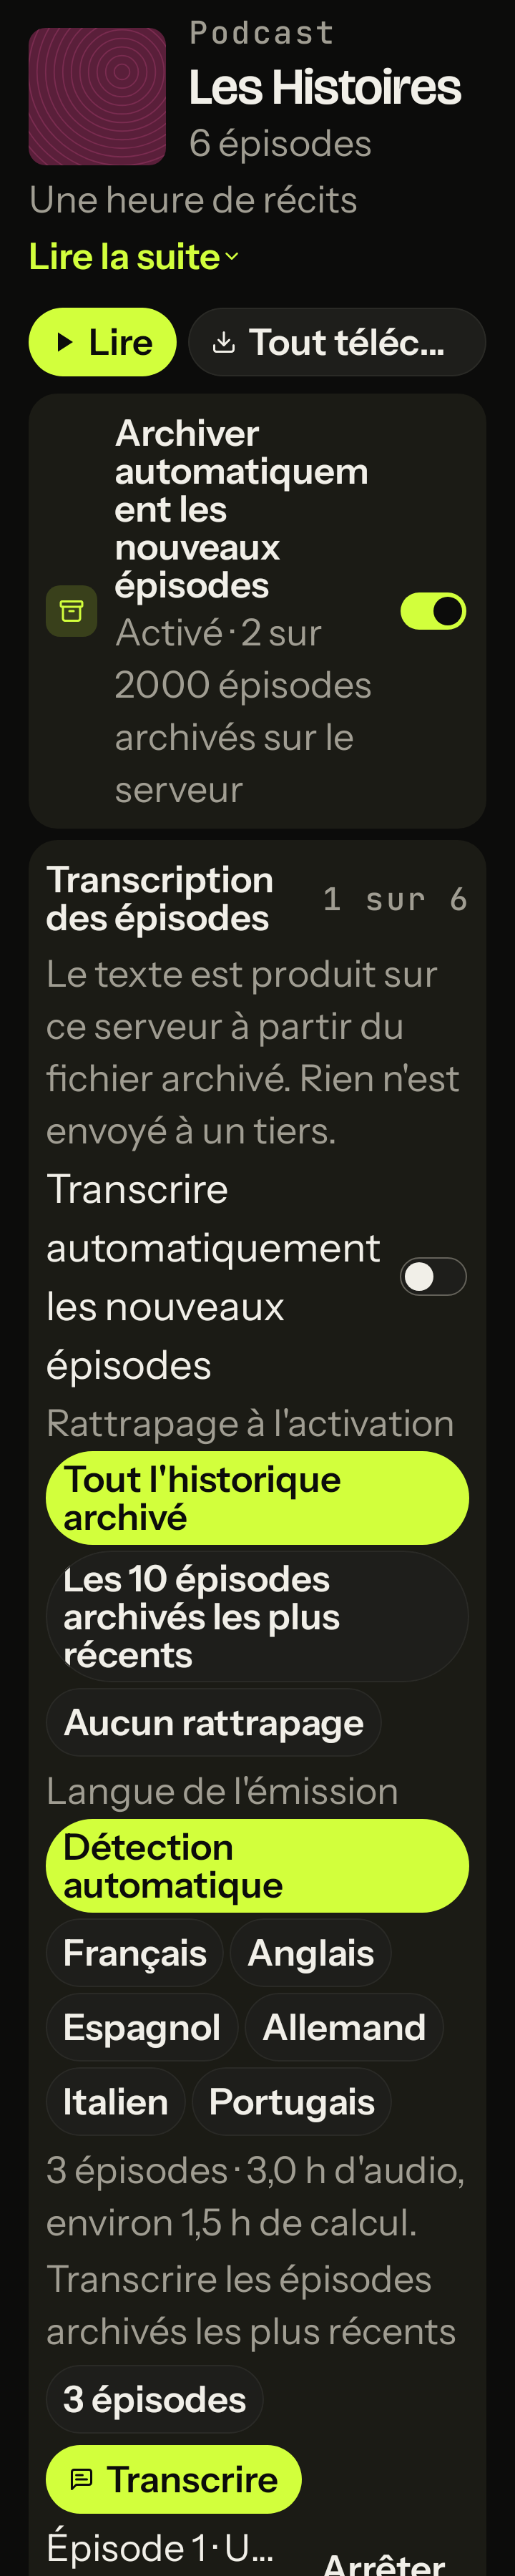 Podcast
Les Histoires
6 épisodes
Une heure de récits
Lire la suite
Lire
Tout téléc...
Archiver
automatiquem
ent les
nouveaux
épisodes
Activé · 2 sur
2000 épisodes
archivés sur le
serveur
Transcription
des épisodes
1 sur 6
Le texte est produit sur
ce serveur à partir du
fichier archivé. Rien n'est
envoyé à un tiers.
Transcrire
automatiquement
les nouveaux
épisodes
Rattrapage à l'activation
Tout l'historique
archivé
Les 10 épisodes
archivés les plus
récents
Aucun rattrapage
Langue de l'émission
Détection
automatique
Français
Anglais
Espagnol
Allemand
Italien
Portugais
3 épisodes · 3,0 h d'audio,
environ 1,5 h de calcul.
Transcrire les épisodes
archivés les plus récents
3 épisodes
Transcrire
Épisode 1 · U...
Arrêter